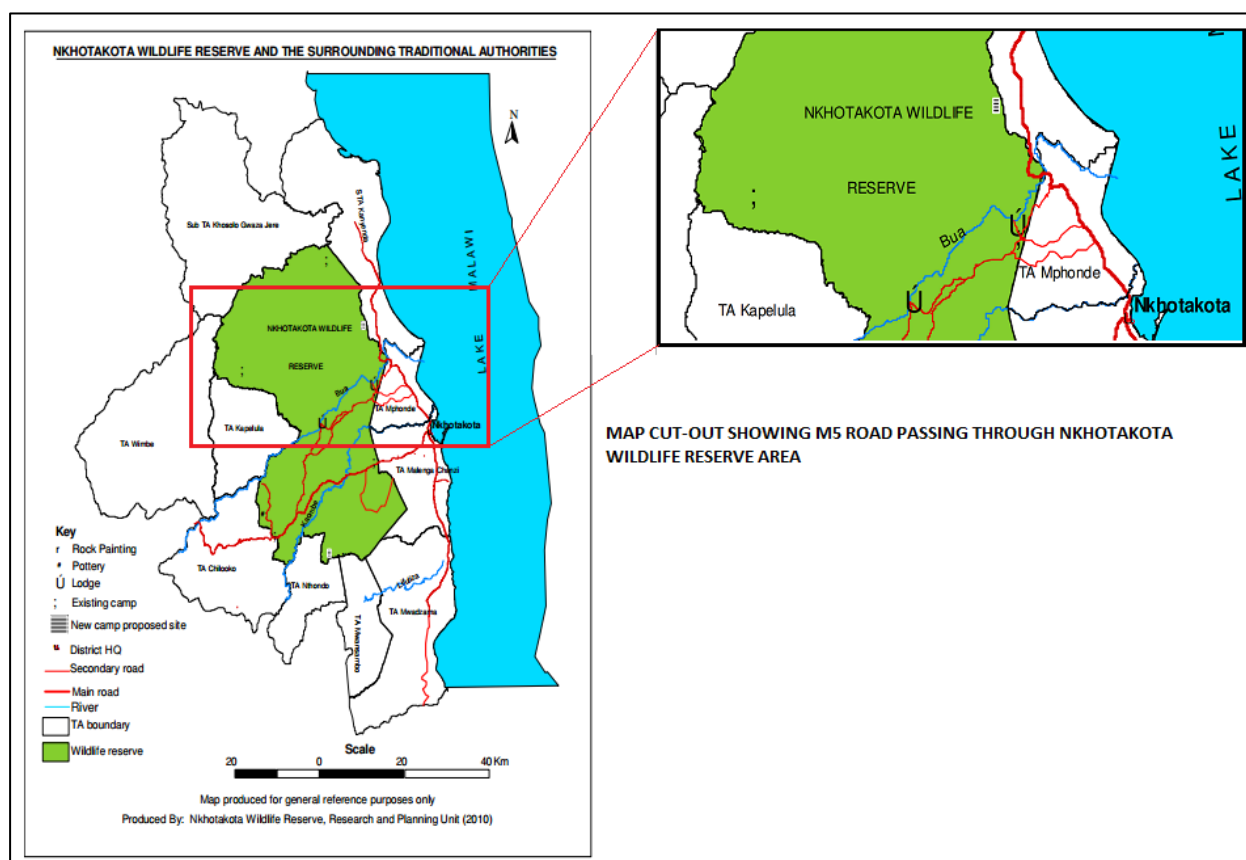 NKHOTAKOTA WILDLIFE RESERVE AND THE SURROUNDING TRADITIONAL AUTHORITIES
N
S TA Kanyenda
Sub TA Khosolo Gwaza Jere
MALAWI
LAKE
NKHOTAKOTA WILDLIFE
RESERVE
;
;
Bua
Ú
TA Mphonde
TA Kapelula
TA Wimbe
Nkhotakota
TA Malenga Chanzi
Kaombe
TA Chilooko
TA Nthondo
TA Mwansambo
TA Mwadzama
Key
r Rock Painting
Pottery
Ú Lodge
; Existing camp
New camp proposed site
District HQ
Secondary road
Main road
River
TA boundary
Wildlife reserve
Scale
20 0 20 40 Km
Map produced for general reference purposes only
Produced By: Nkhotakota Wildlife Reserve, Research and Planning Unit (2010)
NKHOTAKOTA WILDLIFE
RESERVE
LAKE
;
Bua
Ú
;
TA Mphonde
Ú
TA Kapelula
Nkhotakota
MAP CUT-OUT SHOWING M5 ROAD PASSING THROUGH NKHOTAKOTA
WILDLIFE RESERVE AREA